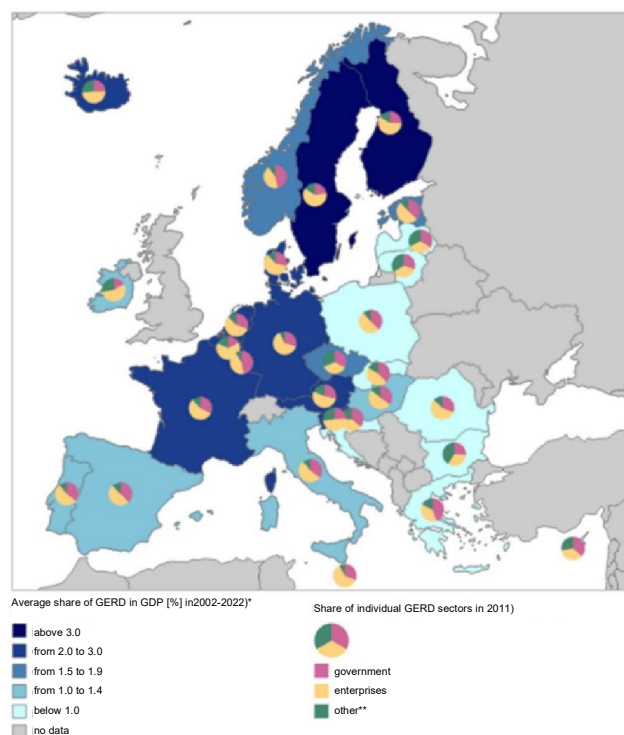 Average share of GERD in GDP [%] in2002-2022)*
above 3.0
from 2.0 to 3.0
from 1.5 to 1.9
from 1.0 to 1.4
below 1.0
no data
Share of individual GERD sectors in 2011)
government
enterprises
other**